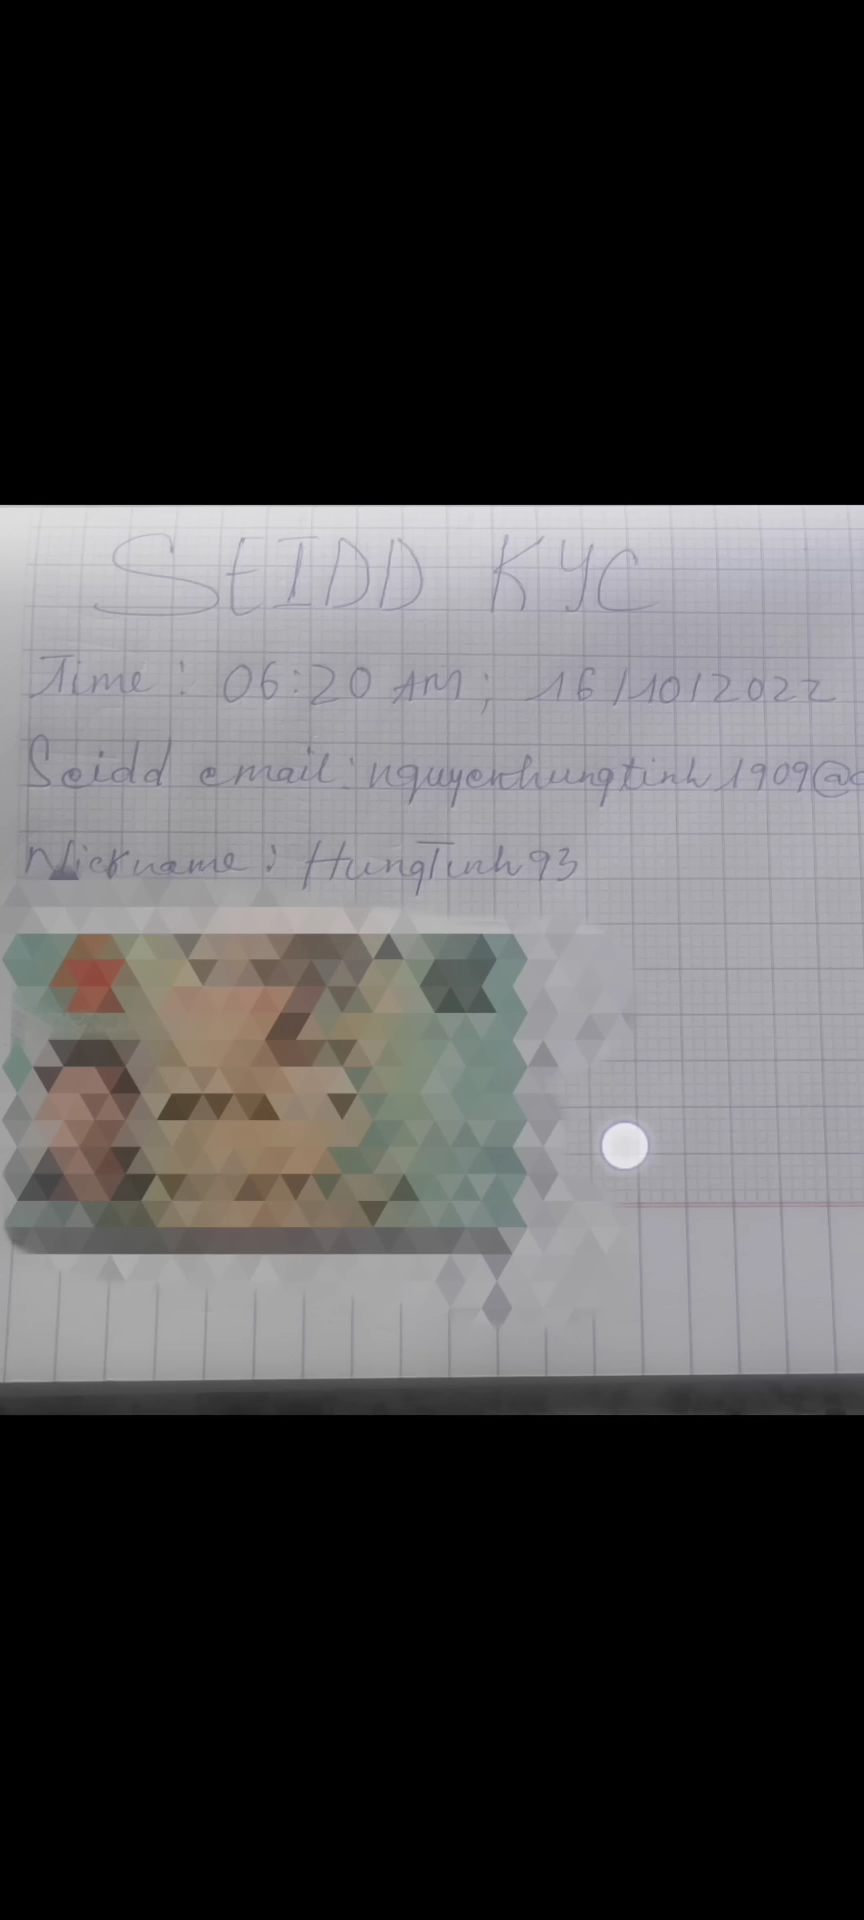 SEIDD KYC
Time: 06:20 AM; 16/10/2022
Seidd email: nguyenhungtinh1909@
Nickname: HungTinh93